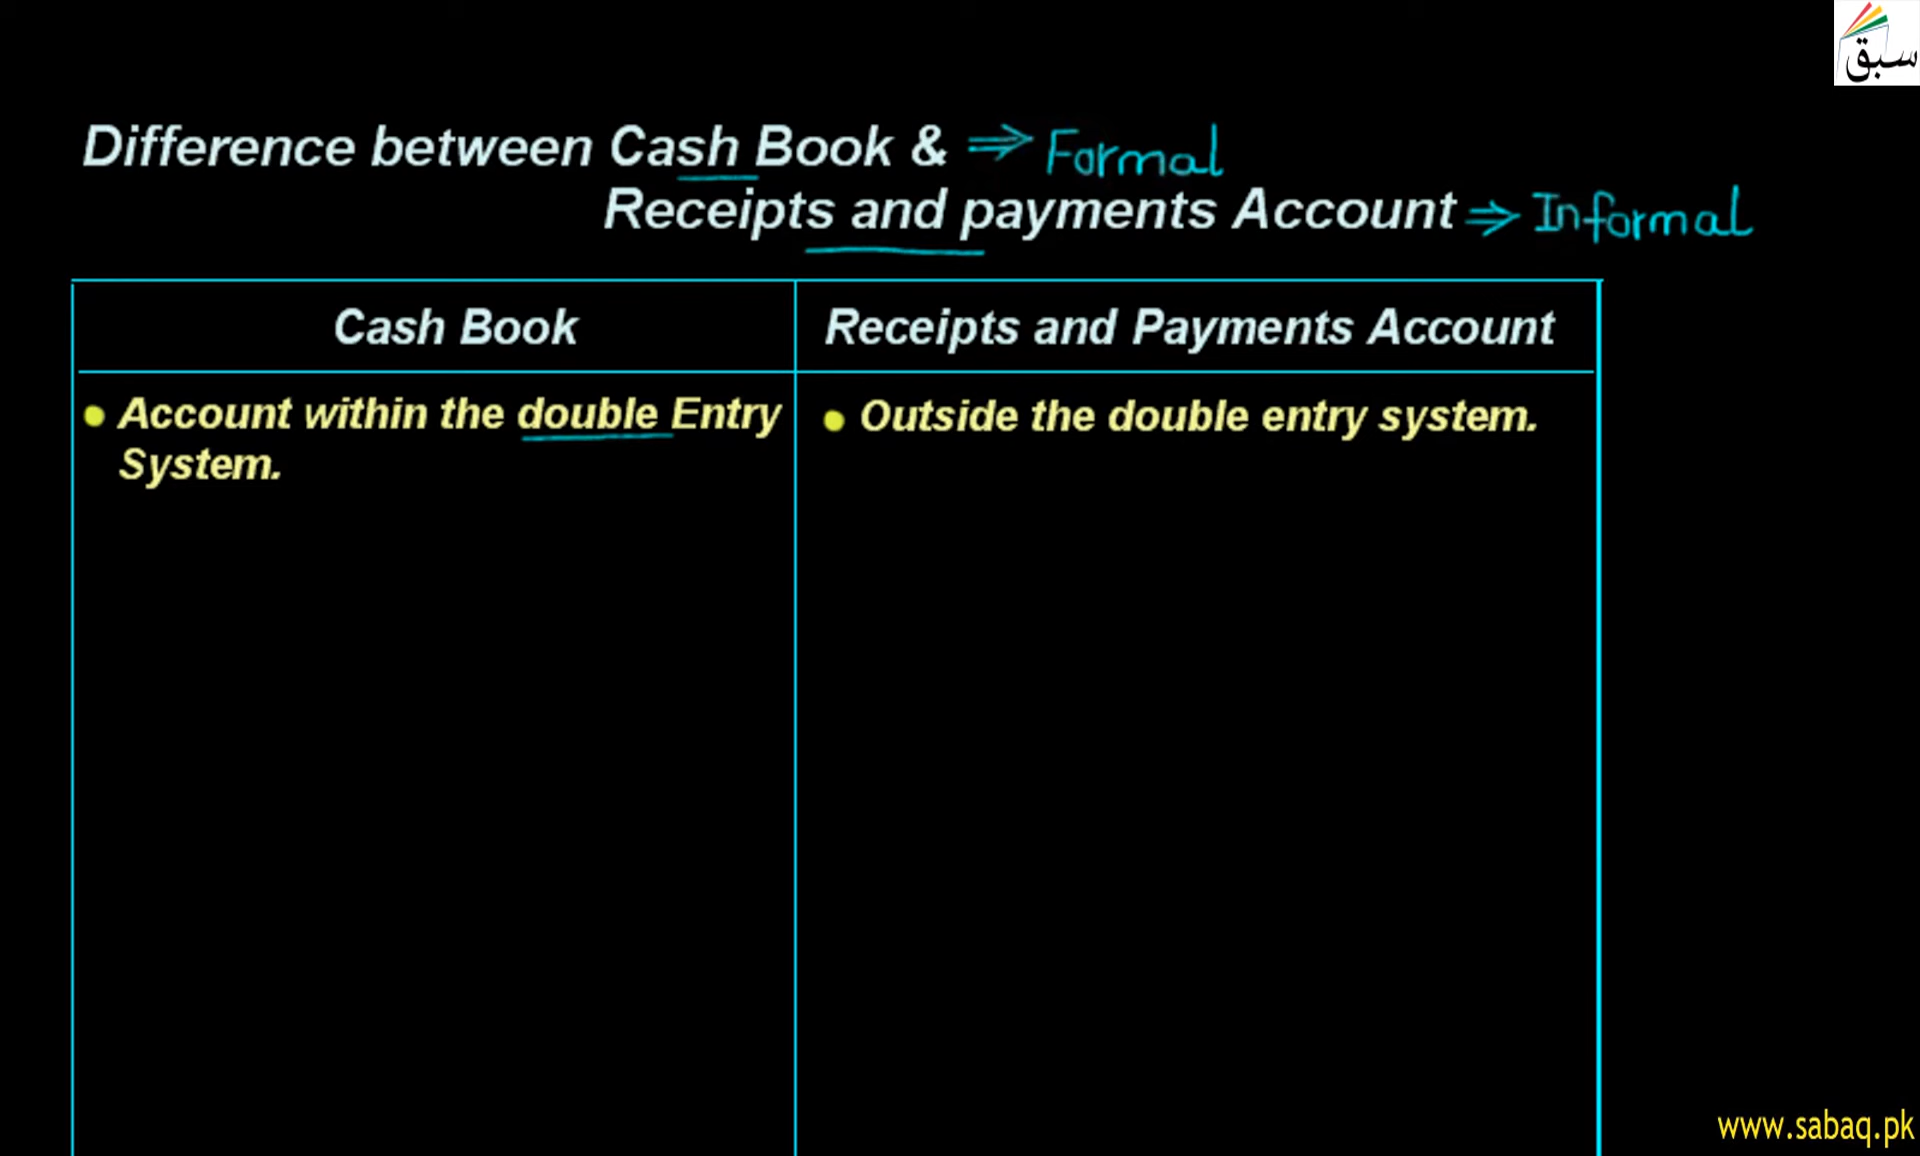 سبق
Difference between Cash Book & ⇒ Formal
Receipts and payments Account ⇒ Informal
Cash Book
Receipts and Payments Account
• Account within the double Entry
System.
• Outside the double entry system.
www.sabaq.pk